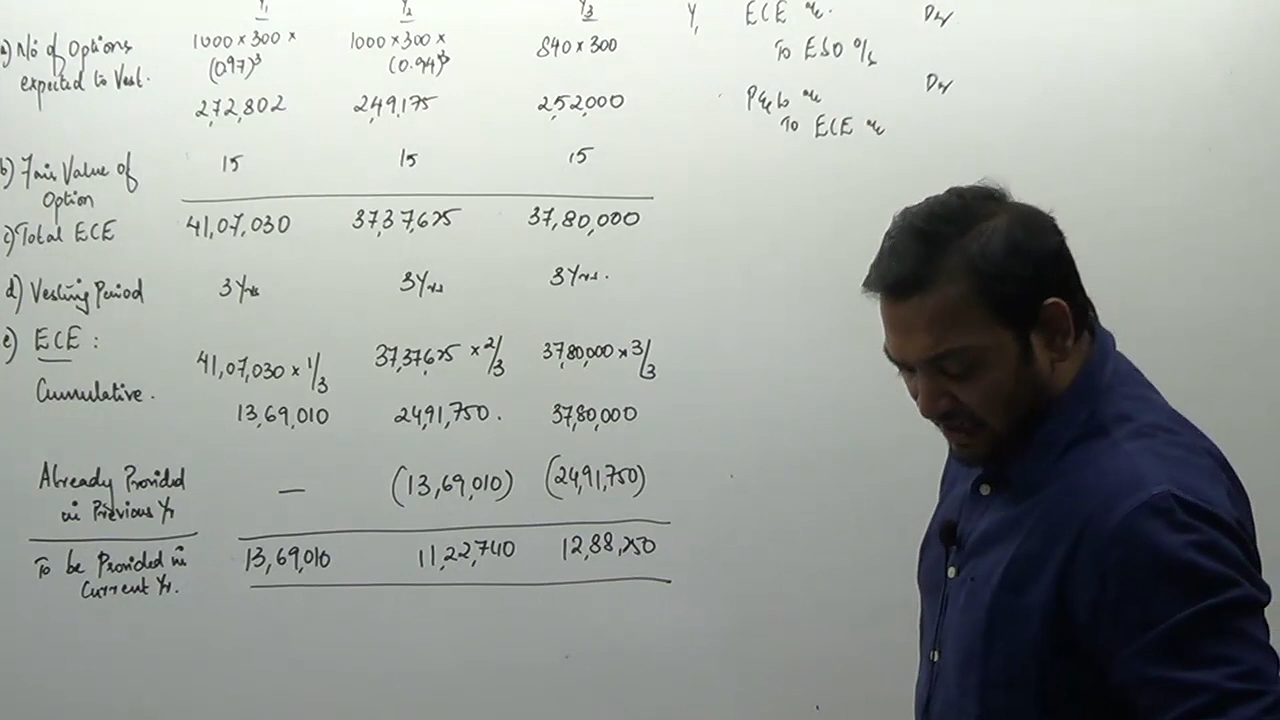 Y1 Y2 Y3
a) No of Options 1000 × 300 × 1000 × 300 × 840 × 300
expected to Vest. (0.97)³ (0.94)³
272,802 249,175 252,000
b) Fair Value of 15 15 15
Option
c) Total ECE 41,07,030 37,37,625 37,80,000
d) Vesting Period 3 Yrs 3 Yrs 3 Yrs.
e) ECE :
Cumulative. 41,07,030 × 1/3 37,37,625 × 2/3 37,80,000 × 3/3
13,69,010 24,91,750. 37,80,000
Already Provided — (13,69,010) (24,91,750)
in Previous Yr
To be Provided in 13,69,010 11,22,740 12,88,250
Current Yr.
Y1 ECE a/c. Dr
To ESO o/s
P&L a/c Dr
To ECE a/c